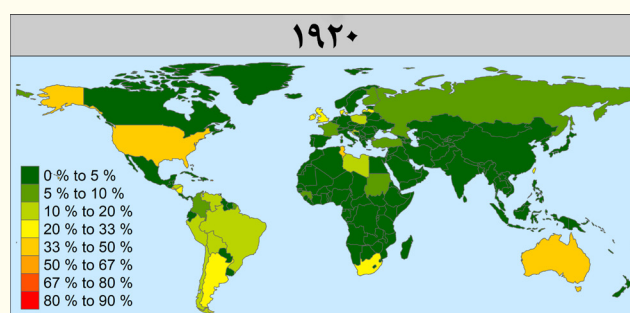 ۱۹۲۰
0 % to 5 %
5 % to 10 %
10 % to 20 %
20 % to 33 %
33 % to 50 %
50 % to 67 %
67 % to 80 %
80 % to 90 %